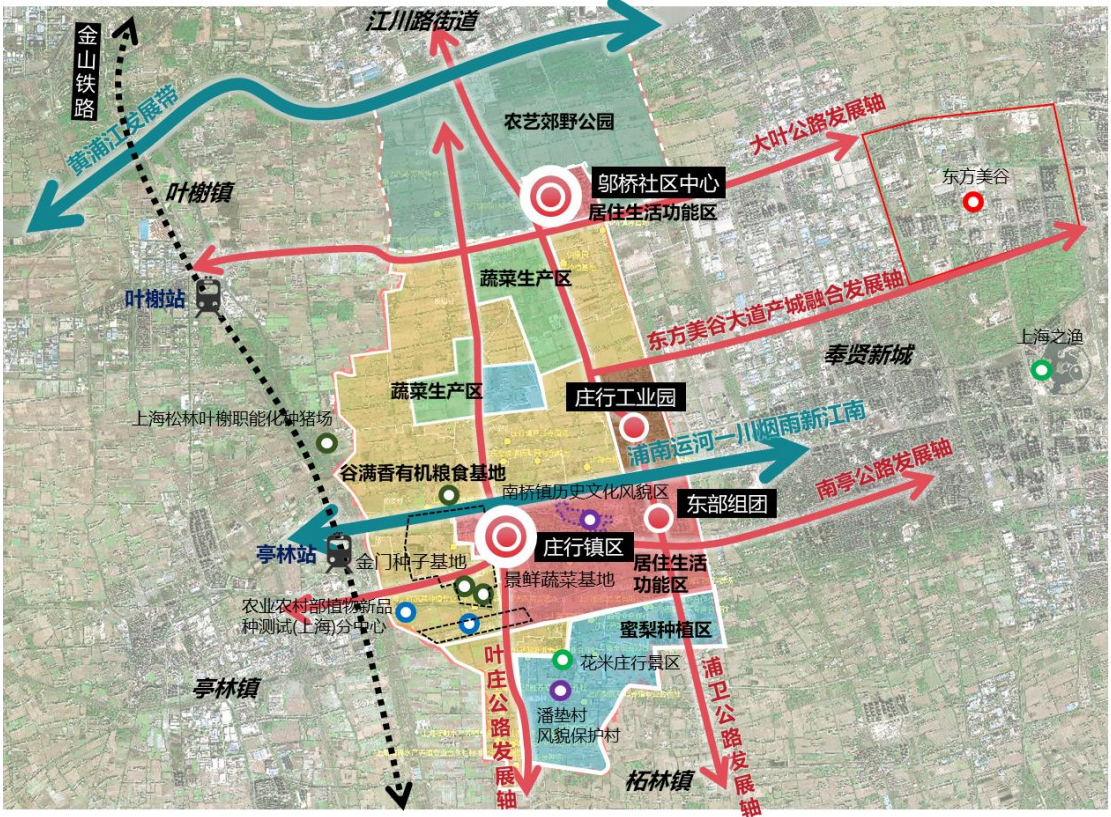 江川路街道
金山铁路
黄浦江发展带
农艺郊野公园
大叶公路发展轴
叶榭镇
邬桥社区中心
居住生活功能区
东方美谷
叶榭站
蔬菜生产区
东方美谷大道产城融合发展轴
奉贤新城
上海之渔
蔬菜生产区
庄行工业园
上海松林叶榭职能化种猪场
浦南运河一川烟雨新江南
谷满香有机粮食基地
南桥镇历史文化风貌区
南亭公路发展轴
东部组团
庄行镇区
亭林站
金门种子基地
景鲜蔬菜基地
居住生活
功能区
农业农村部植物新品
种测试(上海)分中心
蜜梨种植区
花米庄行景区
叶庄公路发展轴
浦卫公路发展轴
亭林镇
潘垫村
风貌保护村
柘林镇